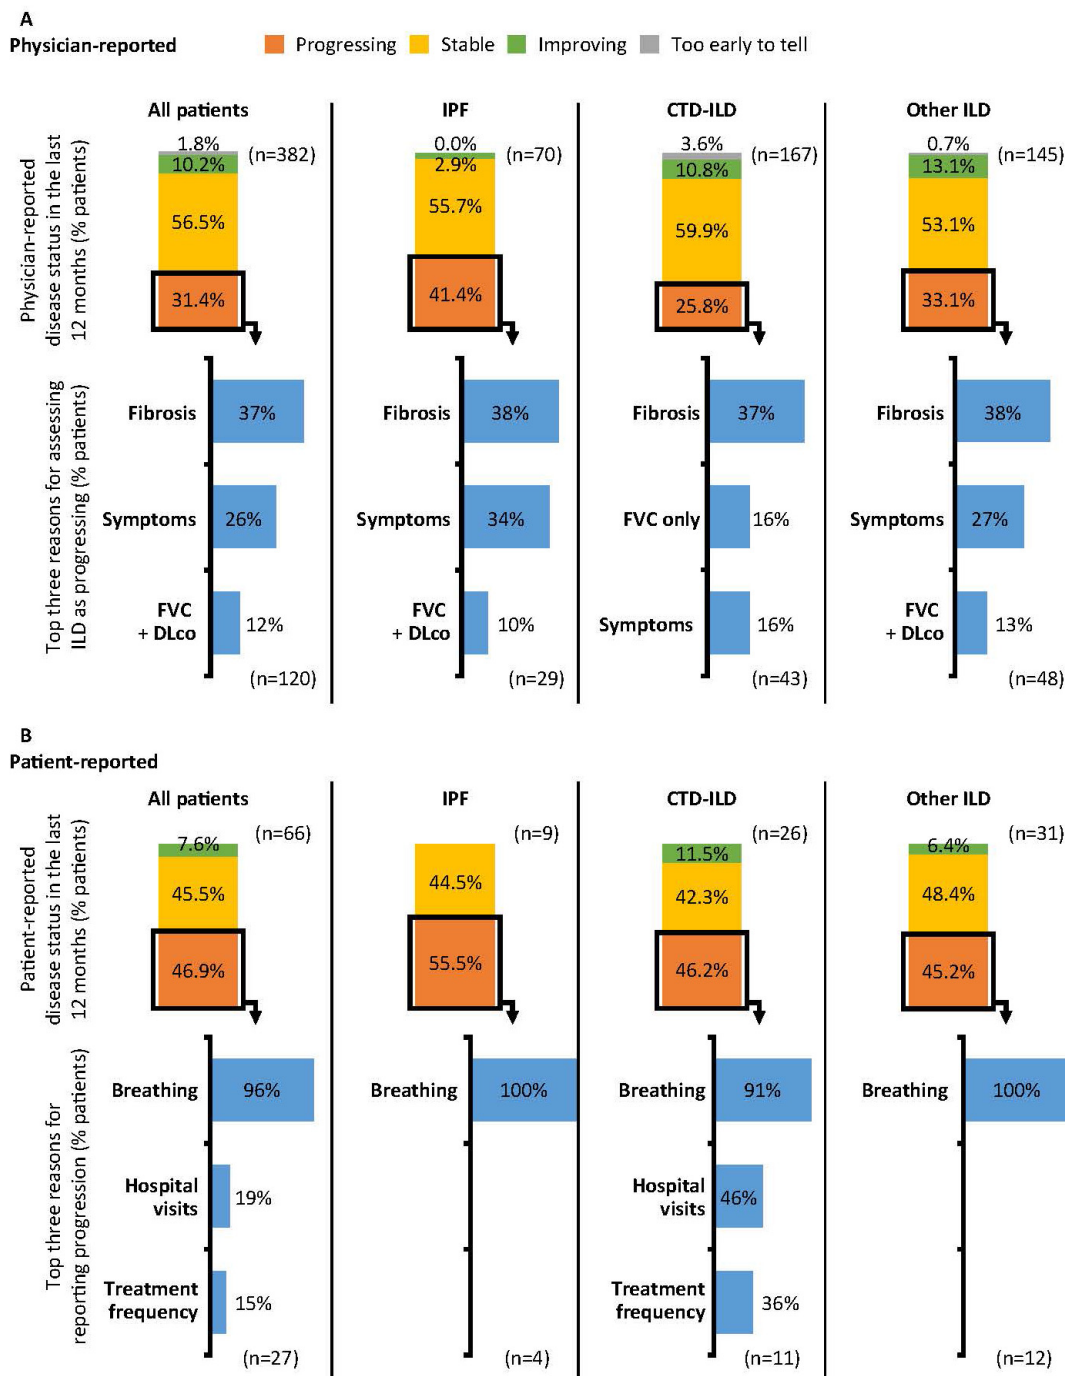 A
Physician-reported
Progressing Stable Improving Too early to tell
All patients IPF CTD-ILD Other ILD
Physician-reported
disease status in the last
12 months (% patients)
1.8% (n=382)
10.2%
56.5%
31.4%
0.0% (n=70)
2.9%
55.7%
41.4%
3.6% (n=167)
10.8%
59.9%
25.8%
0.7% (n=145)
13.1%
53.1%
33.1%
Top three reasons for assessing
ILD as progressing (% patients)
Fibrosis 37%
Symptoms 26%
FVC
+ DLco 12%
(n=120)
Fibrosis 38%
Symptoms 34%
FVC
+ DLco 10%
(n=29)
Fibrosis 37%
FVC only 16%
Symptoms 16%
(n=43)
Fibrosis 38%
Symptoms 27%
FVC
+ DLco 13%
(n=48)
B
Patient-reported
All patients IPF CTD-ILD Other ILD
Patient-reported
disease status in the last
12 months (% patients)
(n=66)
7.6%
45.5%
46.9%
(n=9)
44.5%
55.5%
(n=26)
11.5%
42.3%
46.2%
(n=31)
6.4%
48.4%
45.2%
Top three reasons for
reporting progression (% patients)
Breathing 96%
Hospital
visits 19%
Treatment
frequency 15%
(n=27)
Breathing 100%
(n=4)
Breathing 91%
Hospital
visits 46%
Treatment
frequency 36%
(n=11)
Breathing 100%
(n=12)